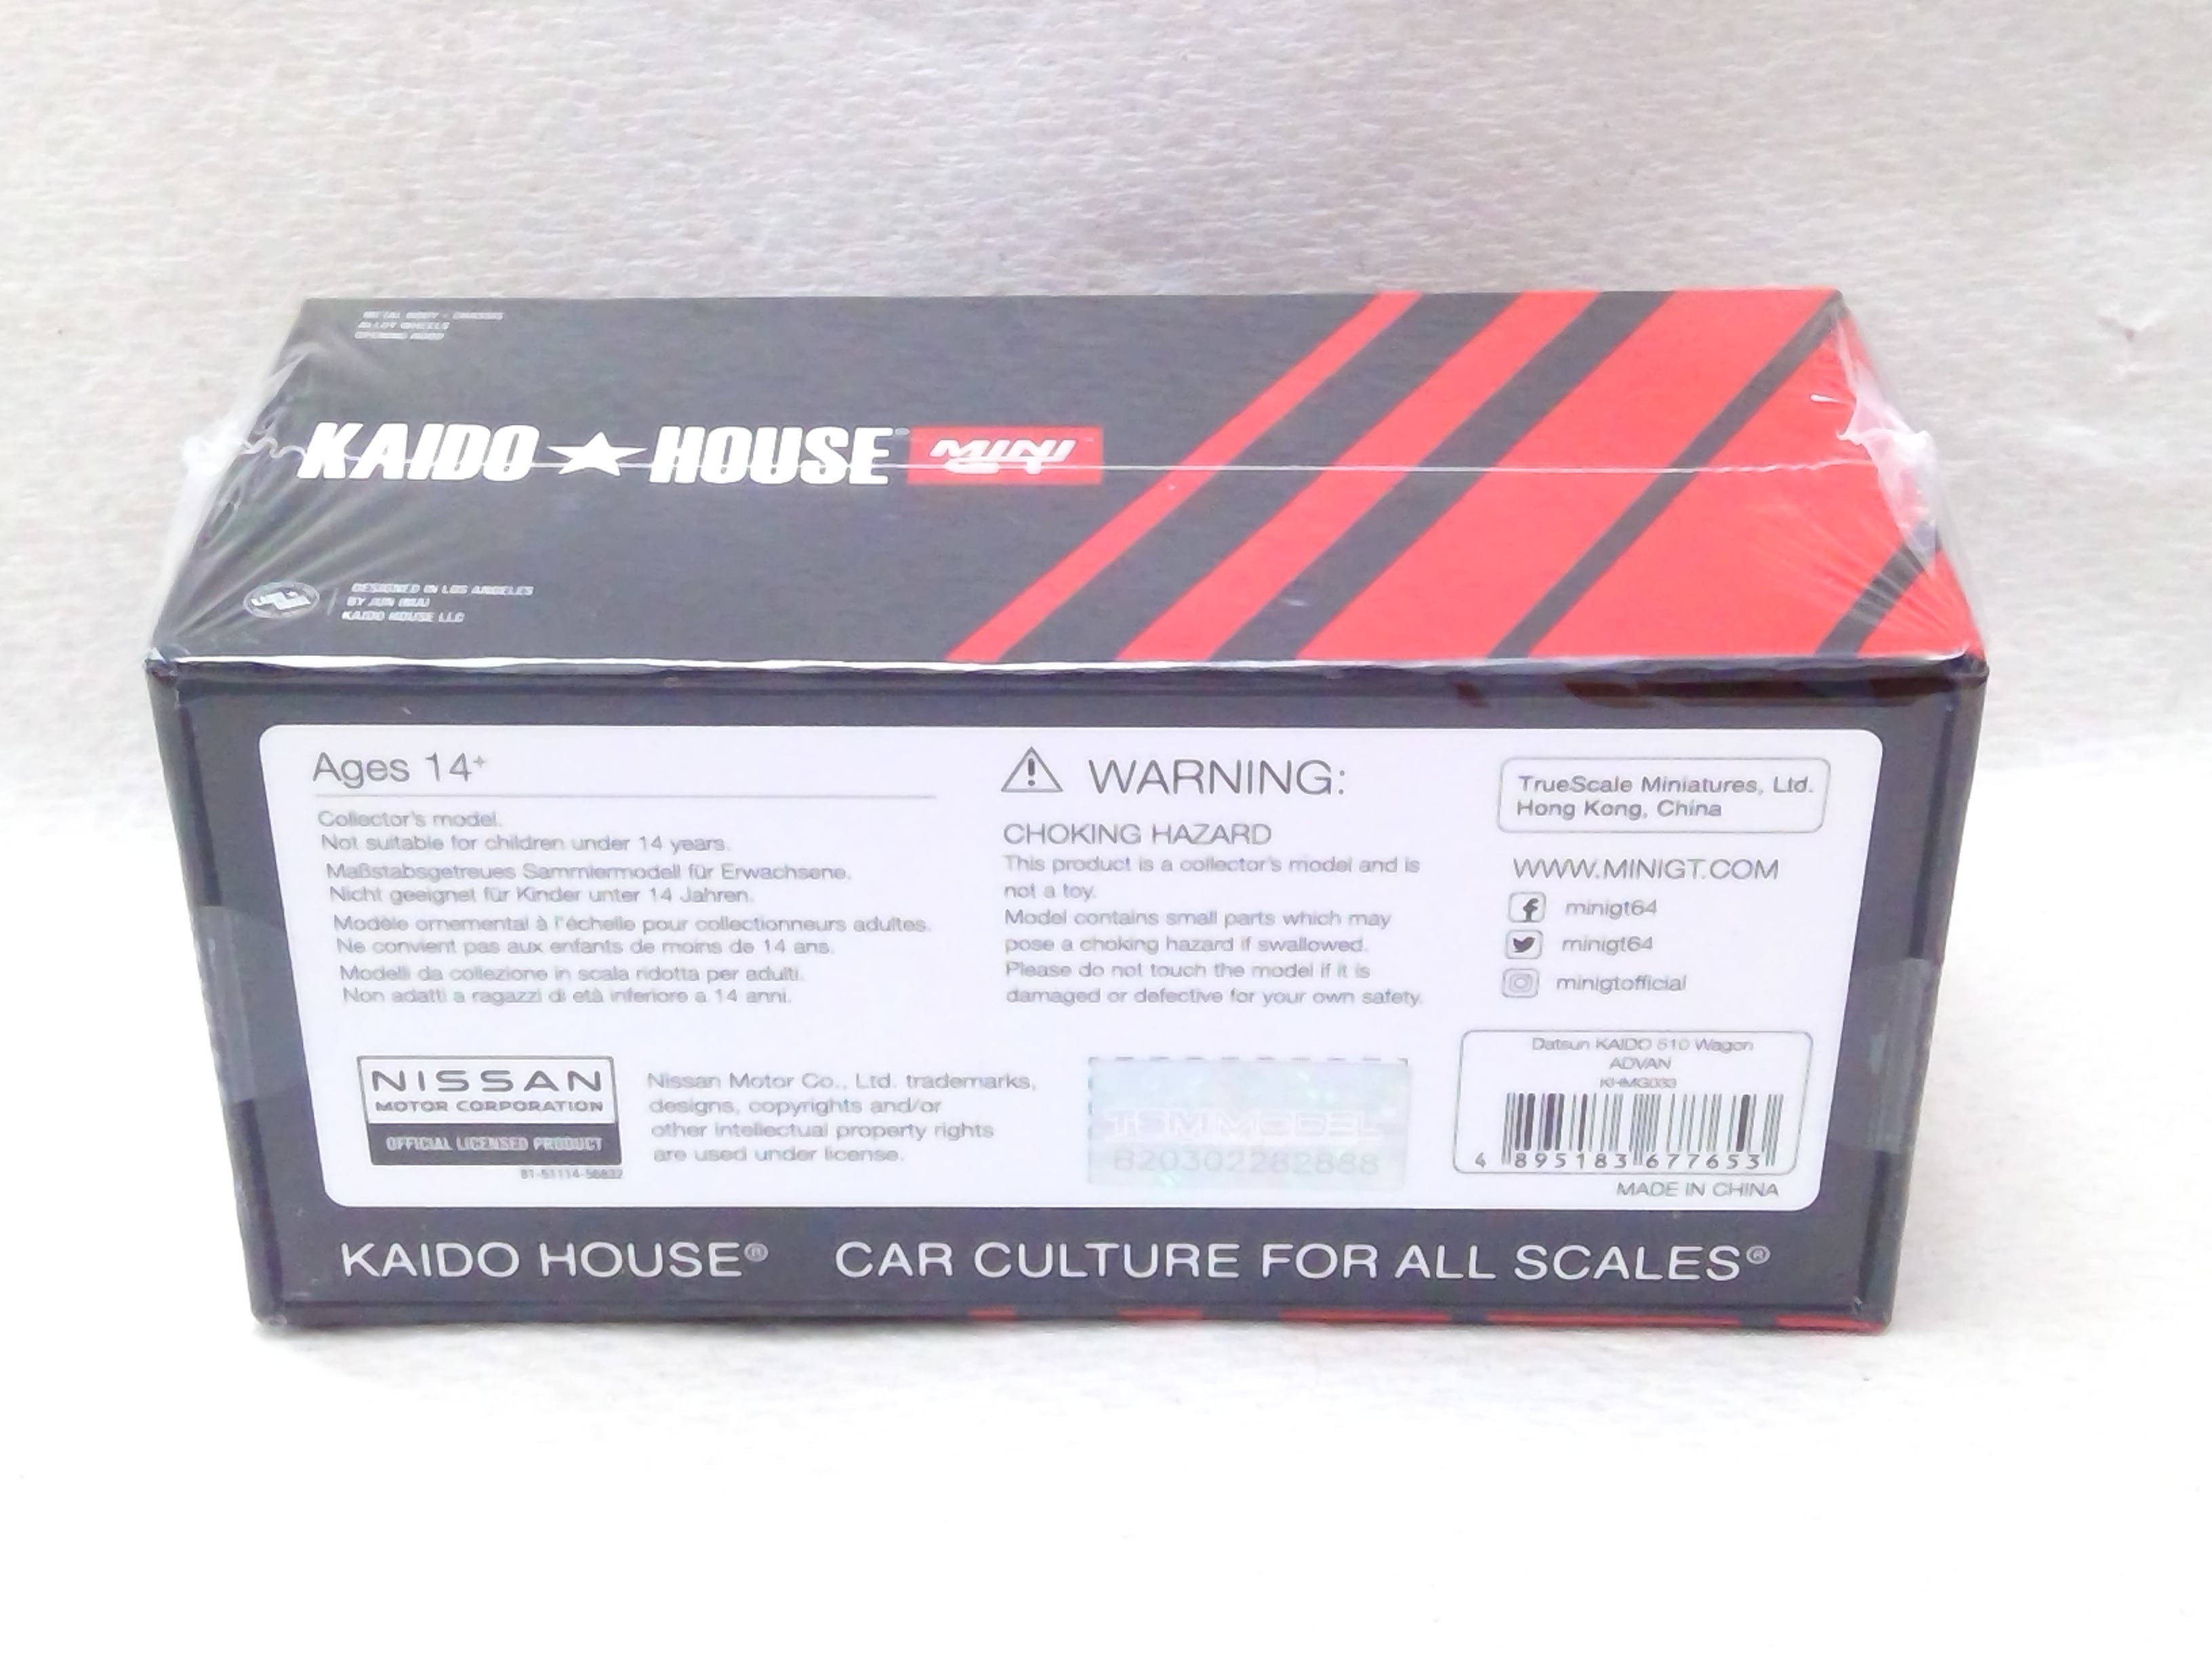 METAL BODY + CHASSIS
ALLOY WHEELS
OPENING HOOD
KAIDO★HOUSE® MINI GT
DESIGNED IN LOS ANGELES
BY JUN IMAI
KAIDO HOUSE LLC
Ages 14+
Collector's model.
Not suitable for children under 14 years.
Maßstabsgetreues Sammlermodell für Erwachsene.
Nicht geeignet für Kinder unter 14 Jahren.
Modèle ornemental à l'échelle pour collectionneurs adultes.
Ne convient pas aux enfants de moins de 14 ans.
Modelli da collezione in scala ridotta per adulti.
Non adatti a ragazzi di età inferiore a 14 anni.
WARNING:
CHOKING HAZARD
This product is a collector's model and is
not a toy.
Model contains small parts which may
pose a choking hazard if swallowed.
Please do not touch the model if it is
damaged or defective for your own safety.
TrueScale Miniatures, Ltd.
Hong Kong, China
WWW.MINIGT.COM
minigt64
minigt64
minigtofficial
NISSAN
MOTOR CORPORATION
OFFICIAL LICENSED PRODUCT
Nissan Motor Co., Ltd. trademarks,
designs, copyrights and/or
other intellectual property rights
are used under license.
TSM MODEL
820302282868
Datsun KAIDO 510 Wagon
ADVAN
KHMG033
4 895183 677653
MADE IN CHINA
KAIDO HOUSE® CAR CULTURE FOR ALL SCALES®